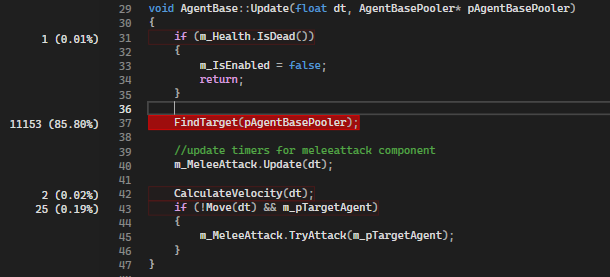 29 void AgentBase::Update(float dt, AgentBasePooler* pAgentBasePooler)
30 {
1 (0.01%) 31 if (m_Health.IsDead())
32 {
33 m_IsEnabled = false;
34 return;
35 }
36
11153 (85.80%) 37 FindTarget(pAgentBasePooler);
38
39 //update timers for meleeattack component
40 m_MeleeAttack.Update(dt);
41
2 (0.02%) 42 CalculateVelocity(dt);
25 (0.19%) 43 if (!Move(dt) && m_pTargetAgent)
44 {
45 m_MeleeAttack.TryAttack(m_pTargetAgent);
46 }
47 }